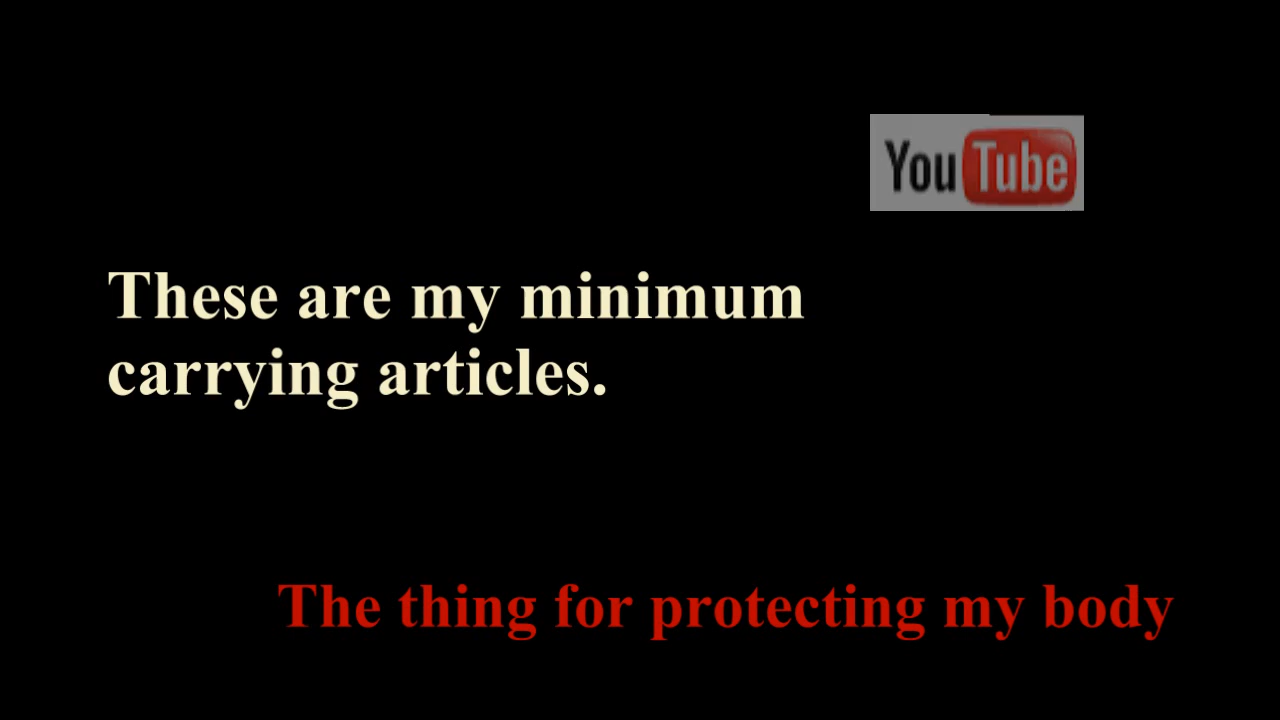 YouTube
These are my minimum
carrying articles.
The thing for protecting my body